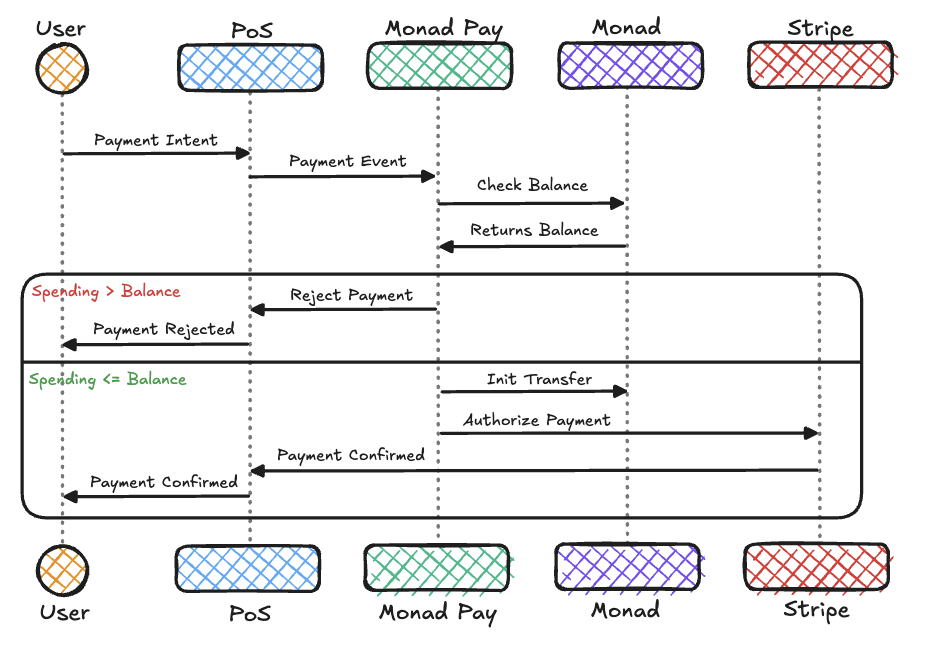 User
PoS
Monad Pay
Monad
Stripe
Payment Intent
Payment Event
Check Balance
Returns Balance
Spending > Balance
Reject Payment
Payment Rejected
Spending <= Balance
Init Transfer
Authorize Payment
Payment Confirmed
Payment Confirmed
User
PoS
Monad Pay
Monad
Stripe